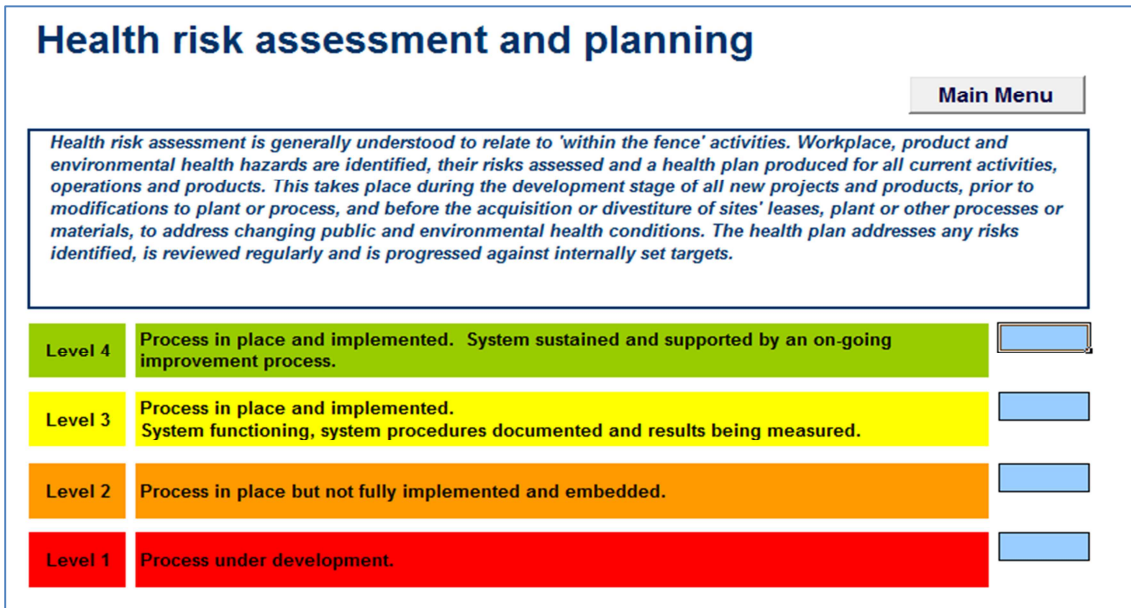 Health risk assessment and planning
Main Menu
Health risk assessment is generally understood to relate to 'within the fence' activities. Workplace, product and
environmental health hazards are identified, their risks assessed and a health plan produced for all current activities,
operations and products. This takes place during the development stage of all new projects and products, prior to
modifications to plant or process, and before the acquisition or divestiture of sites' leases, plant or other processes or
materials, to address changing public and environmental health conditions. The health plan addresses any risks
identified, is reviewed regularly and is progressed against internally set targets.
Level 4
Process in place and implemented. System sustained and supported by an on-going
improvement process.
Level 3
Process in place and implemented.
System functioning, system procedures documented and results being measured.
Level 2
Process in place but not fully implemented and embedded.
Level 1
Process under development.